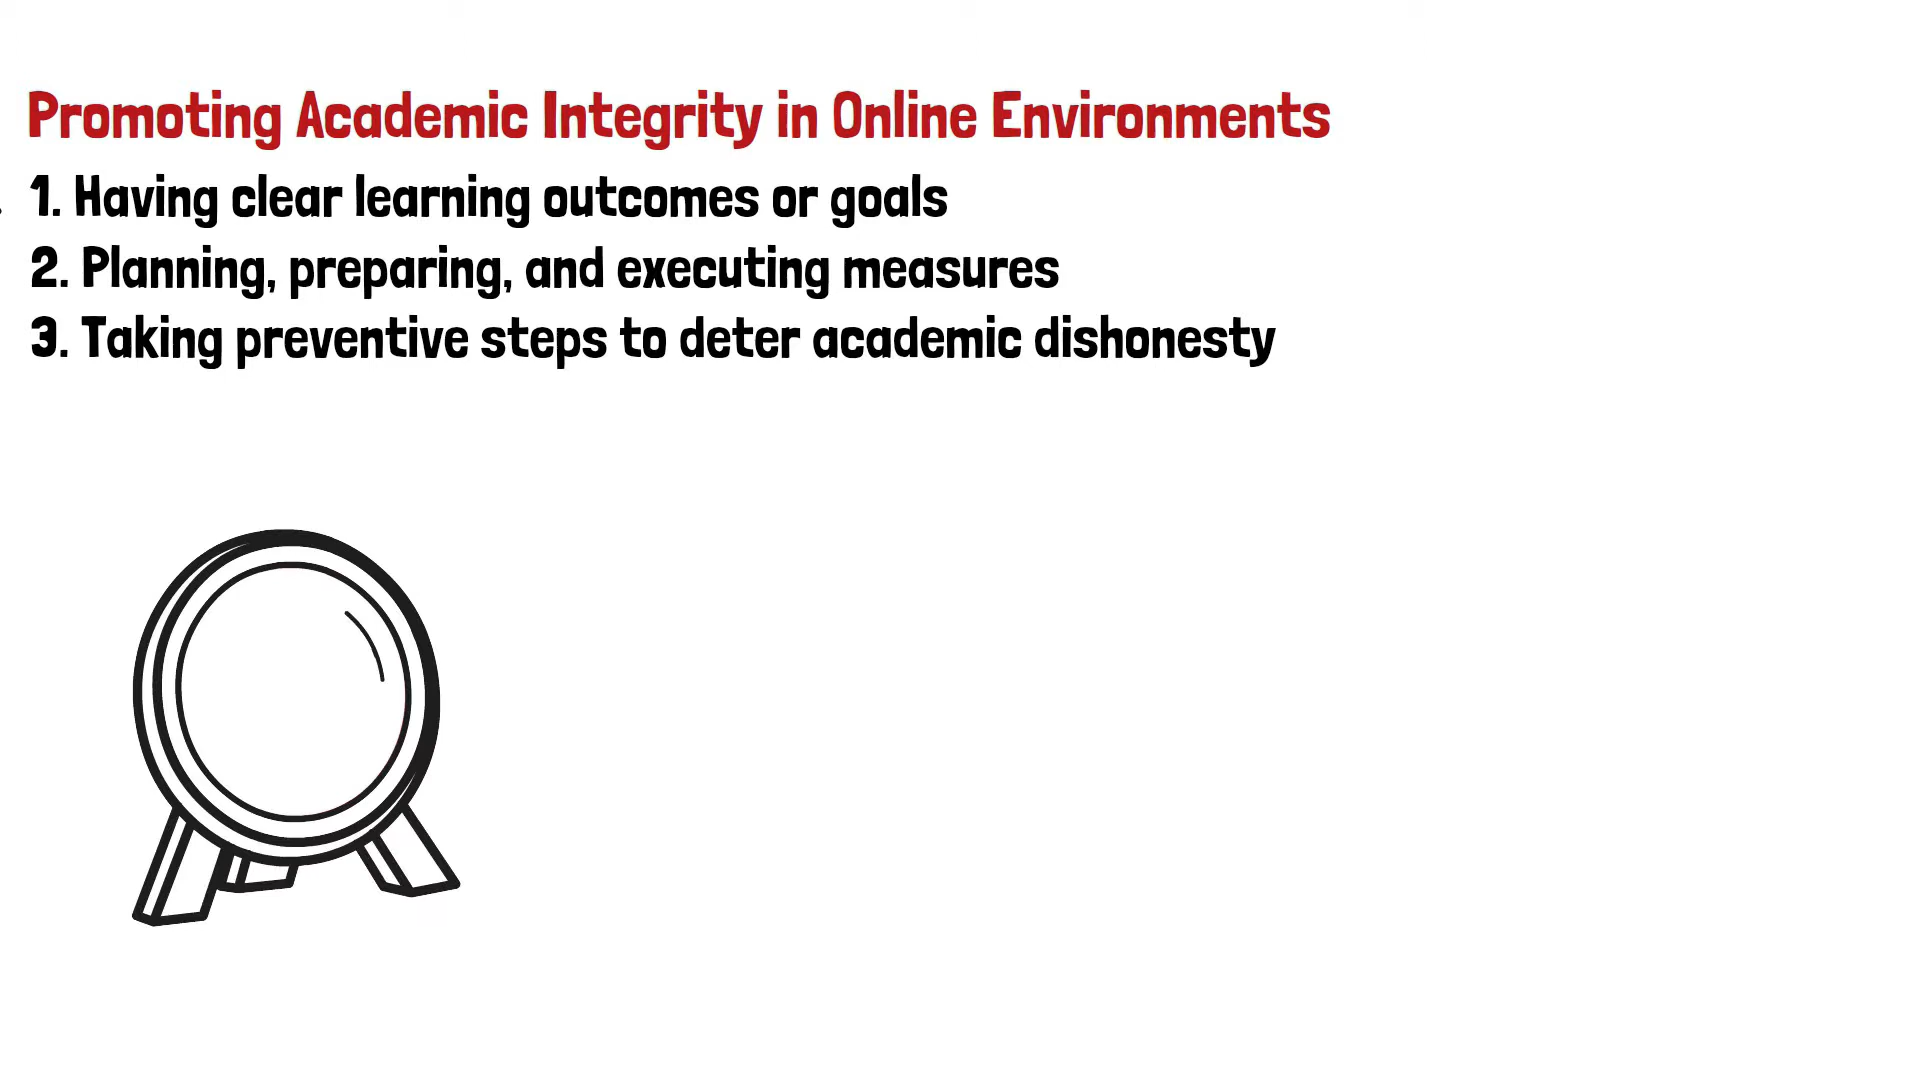 Promoting Academic Integrity in Online Environments
1. Having clear learning outcomes or goals
2. Planning, preparing, and executing measures
3. Taking preventive steps to deter academic dishonesty